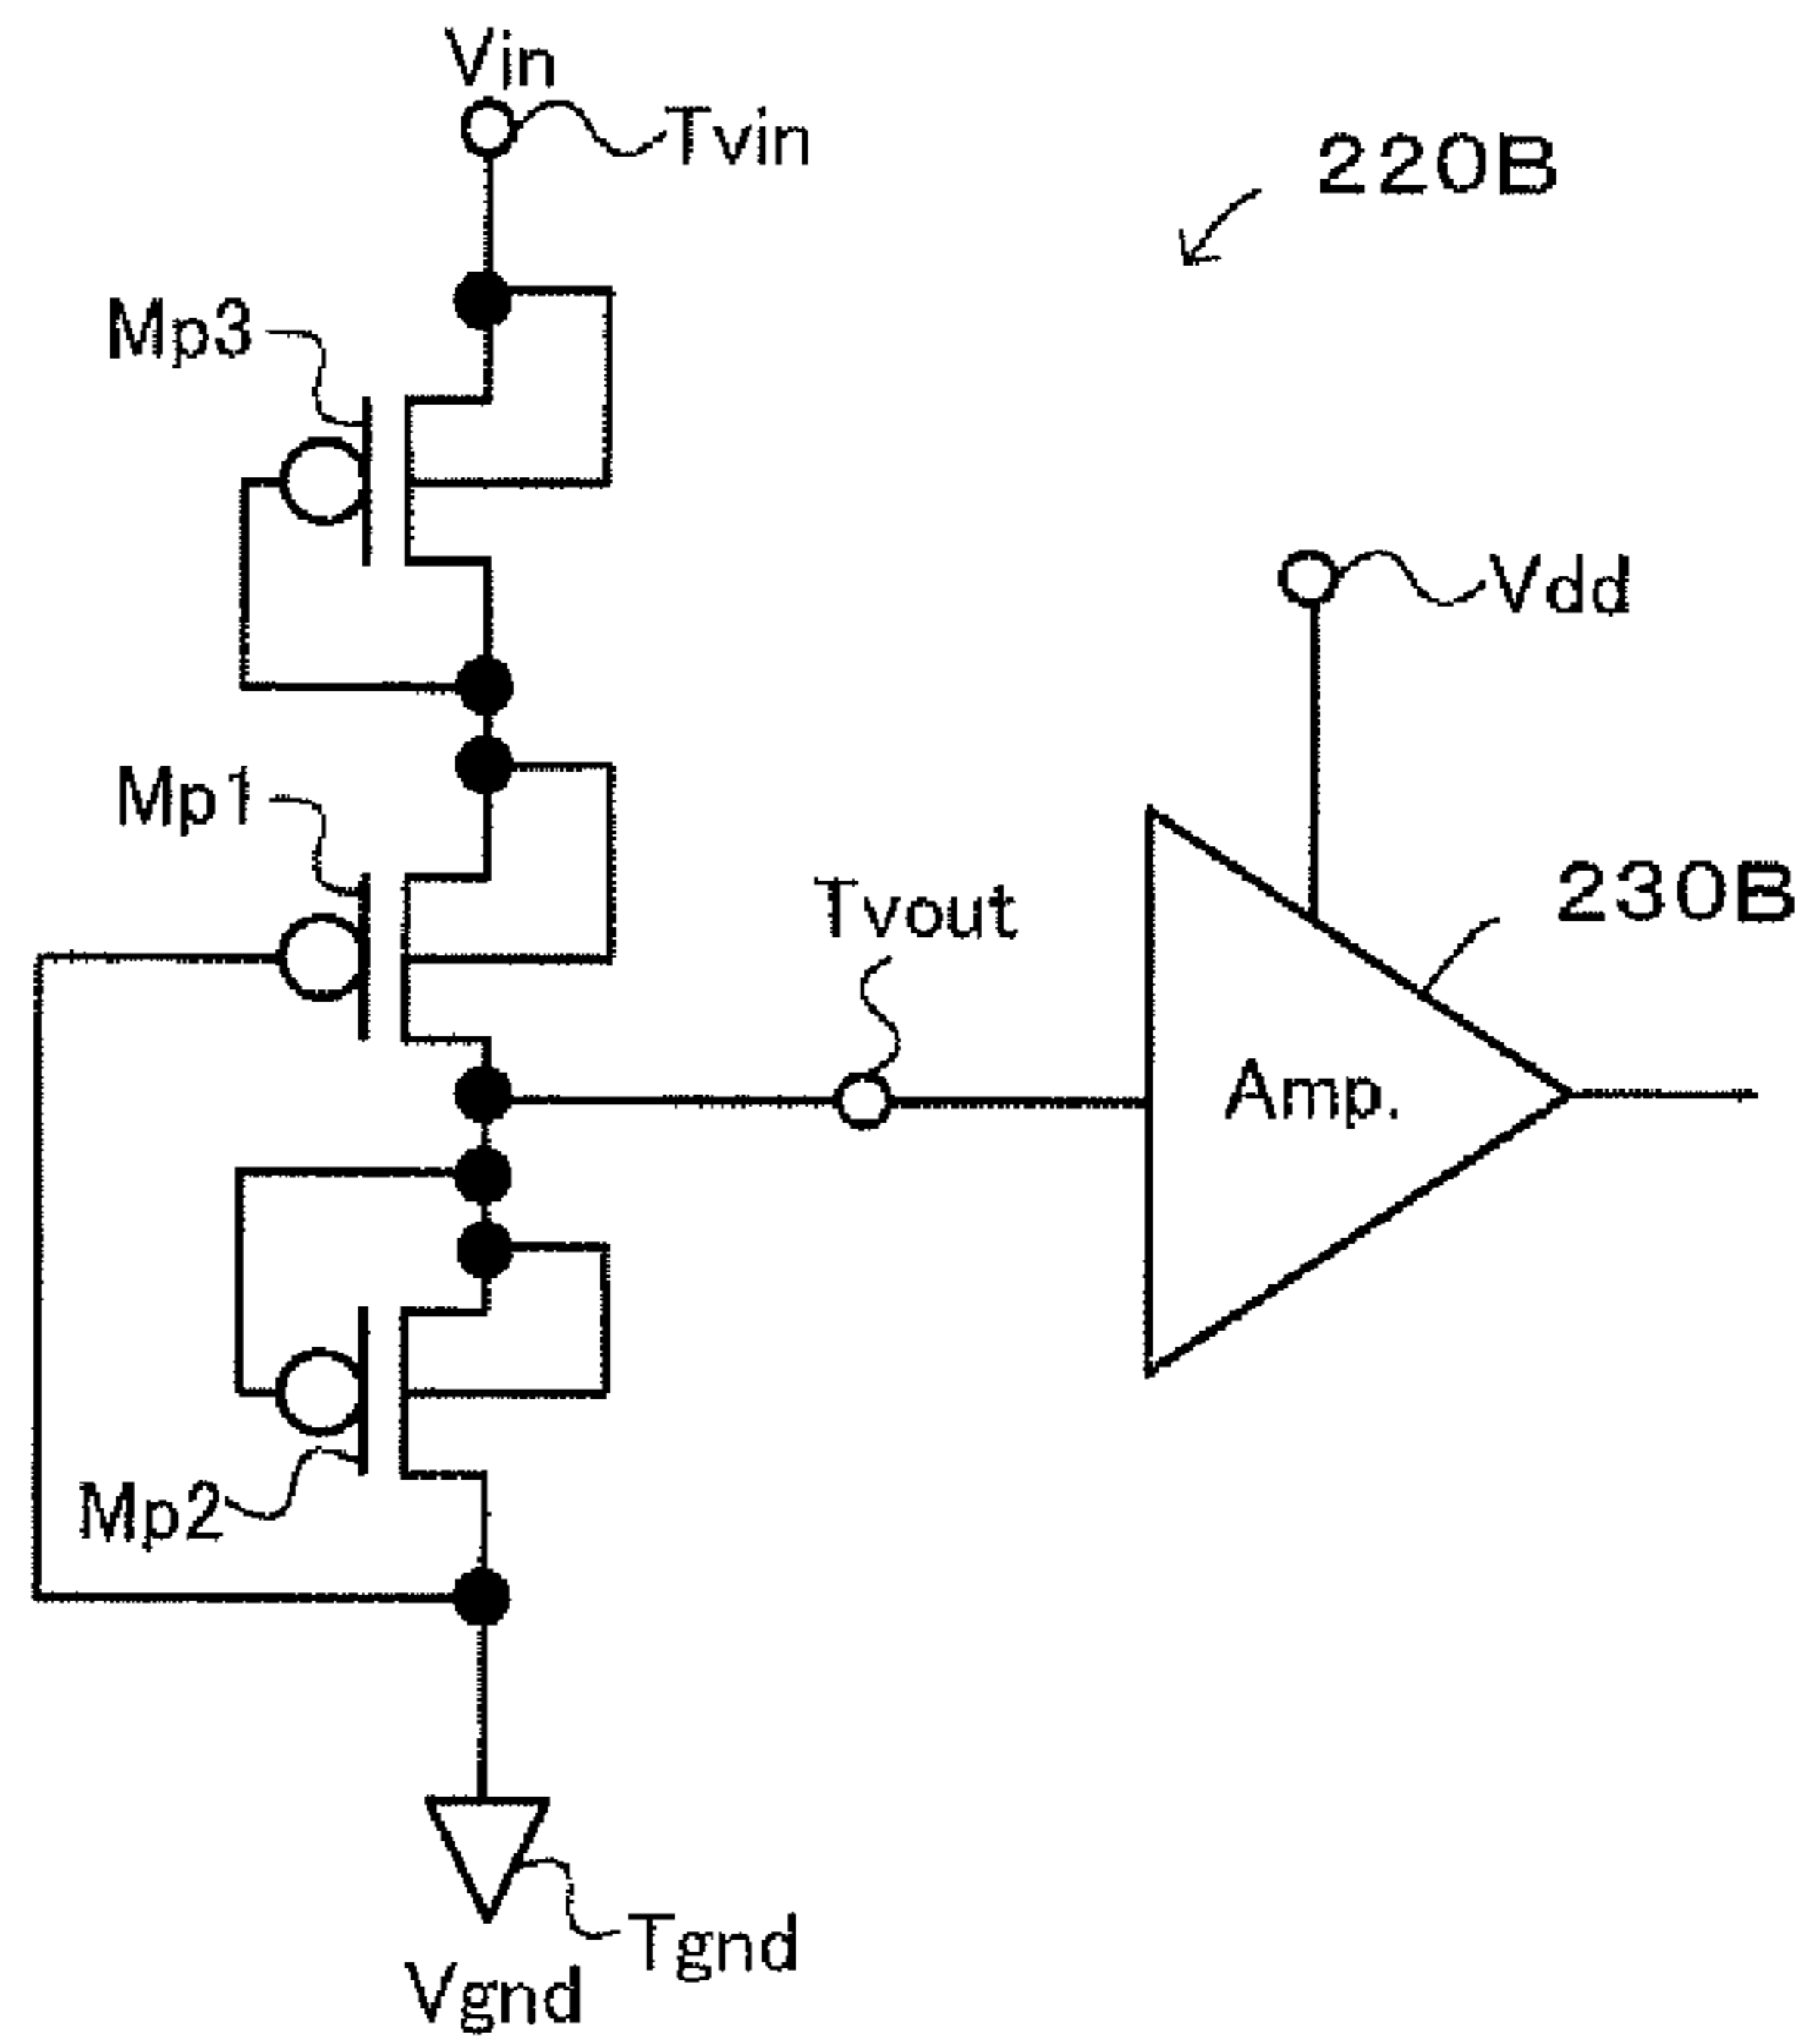 Vin
Tvin
220B
Mp3
Vdd
Mp1
Tvout
230B
Amp.
Mp2
Tgnd
Vgnd